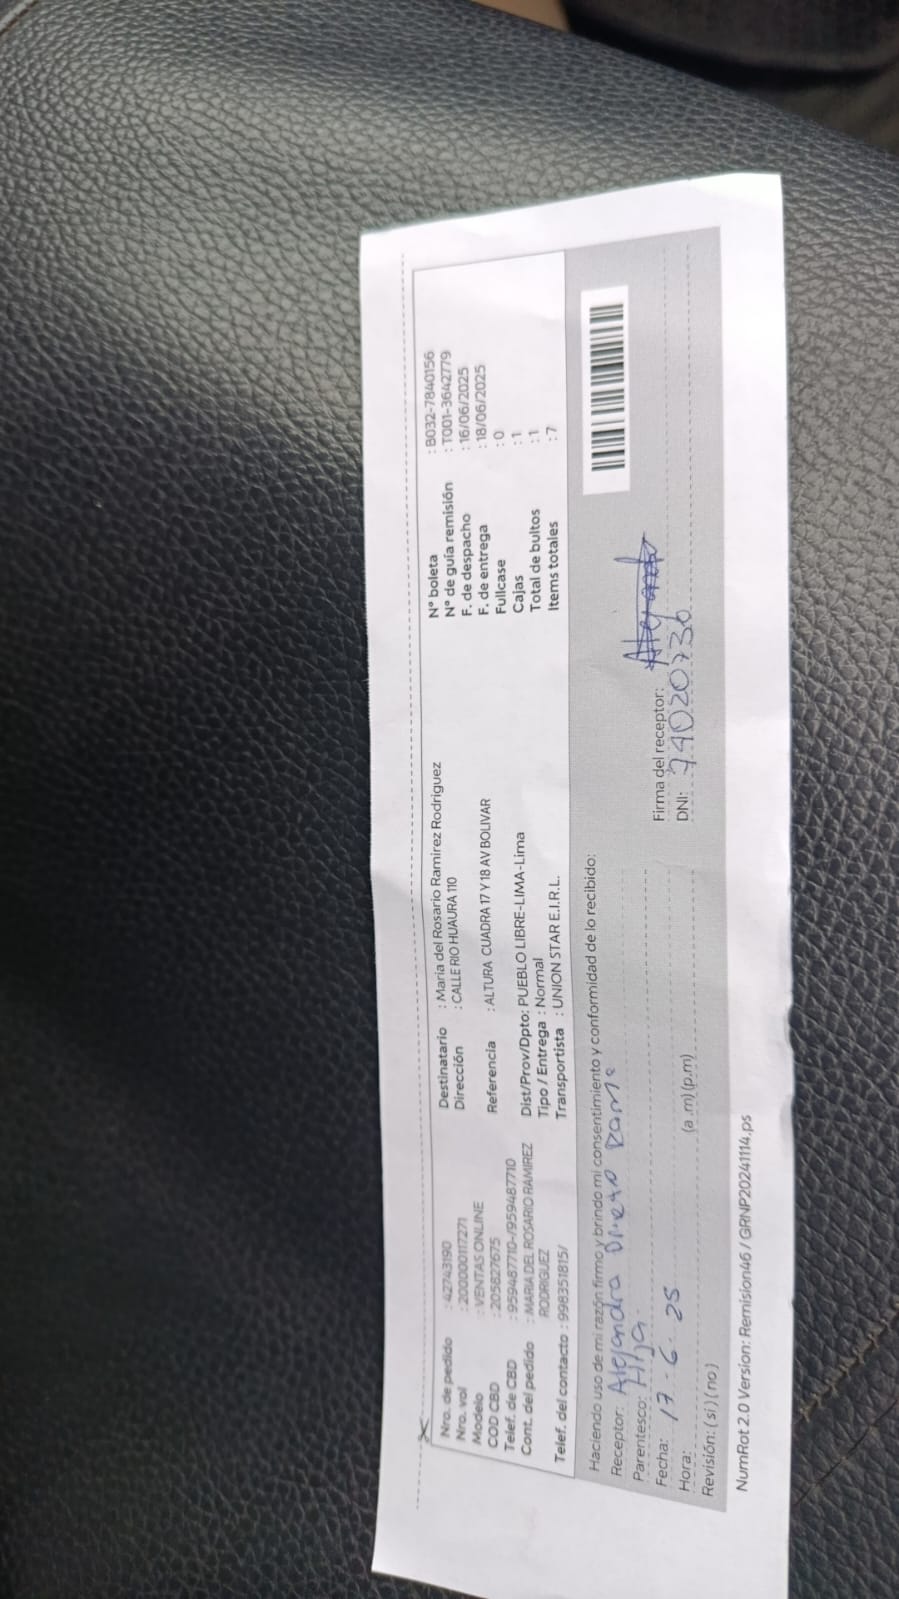 Nro. de pedido : 42743190
Nro. vol : 200000117271
Modelo : VENTAS ONLINE
COD CBD : 205827675
Telef. de CBD : 959487710-/959487710
Cont. del pedido : MARIA DEL ROSARIO RAMIREZ
RODRIGUEZ
Telef. del contacto : 998351815/
Destinatario : Maria del Rosario Ramirez Rodriguez
Dirección : CALLE RIO HUAURA 110
Referencia : ALTURA CUADRA 17 Y 18 AV BOLIVAR
Dist/Prov/Dpto: PUEBLO LIBRE-LIMA-Lima
Tipo / Entrega : Normal
Transportista : UNION STAR E.I.R.L.
N° boleta : B032-7840156
N° de guía remisión : T001-3642779
F. de despacho : 16/06/2025
F. de entrega : 18/06/2025
Fullcase : 0
Cajas : 1
Total de bultos : 1
Items totales : 7
Haciendo uso de mi razón firmo y brindo mi consentimiento y conformidad de lo recibido:
Receptor: Alejandra
Parentesco: Hija.
Fecha: 17-6-25
Hora: (a.m) (p.m)
Revisión: ( si ) ( no )
Firma del receptor: Alejandra
DNI: 74020736
NumRot 2.0 Version: Remision46 / GRNP20241114.ps